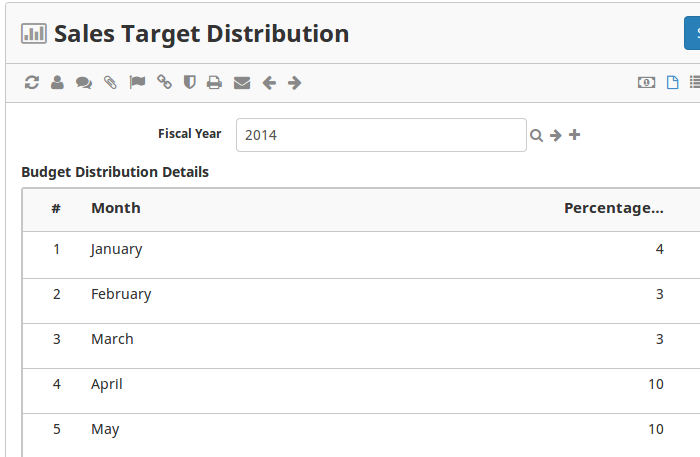 Sales Target Distribution
S
Fiscal Year 2014
Budget Distribution Details
# Month Percentage...
1 January 4
2 February 3
3 March 3
4 April 10
5 May 10